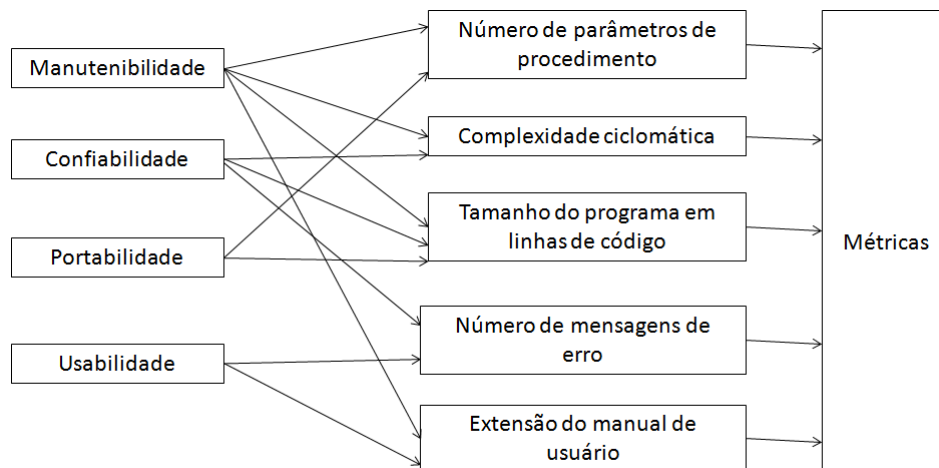 Manutenibilidade
Confiabilidade
Portabilidade
Usabilidade
Número de parâmetros de
procedimento
Complexidade ciclomática
Tamanho do programa em
linhas de código
Número de mensagens de
erro
Extensão do manual de
usuário
Métricas